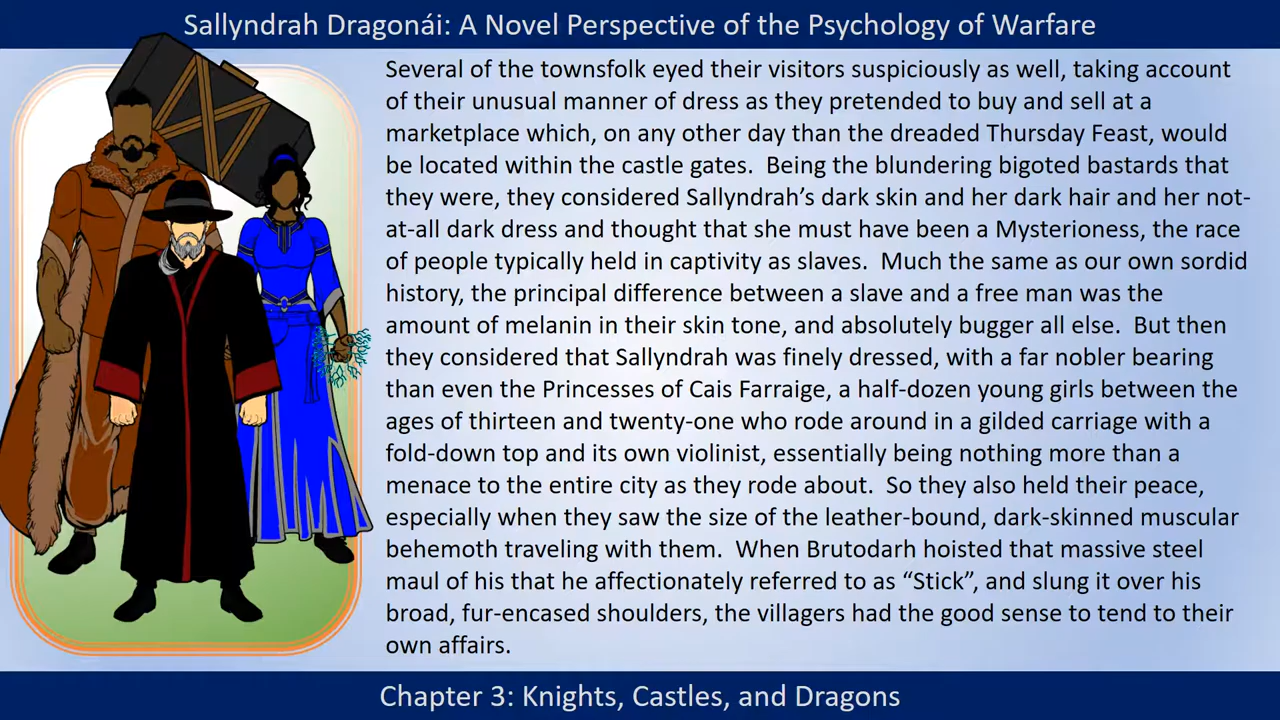 Sallyndrah Dragonái: A Novel Perspective of the Psychology of Warfare
Several of the townsfolk eyed their visitors suspiciously as well, taking account
of their unusual manner of dress as they pretended to buy and sell at a
marketplace which, on any other day than the dreaded Thursday Feast, would
be located within the castle gates.  Being the blundering bigoted bastards that
they were, they considered Sallyndrah’s dark skin and her dark hair and her not-
at-all dark dress and thought that she must have been a Mysterioness, the race
of people typically held in captivity as slaves.  Much the same as our own sordid
history, the principal difference between a slave and a free man was the
amount of melanin in their skin tone, and absolutely bugger all else.  But then
they considered that Sallyndrah was finely dressed, with a far nobler bearing
than even the Princesses of Cais Farraige, a half-dozen young girls between the
ages of thirteen and twenty-one who rode around in a gilded carriage with a
fold-down top and its own violinist, essentially being nothing more than a
menace to the entire city as they rode about.  So they also held their peace,
especially when they saw the size of the leather-bound, dark-skinned muscular
behemoth traveling with them.  When Brutodarh hoisted that massive steel
maul of his that he affectionately referred to as “Stick”, and slung it over his
broad, fur-encased shoulders, the villagers had the good sense to tend to their
own affairs.
Chapter 3: Knights, Castles, and Dragons